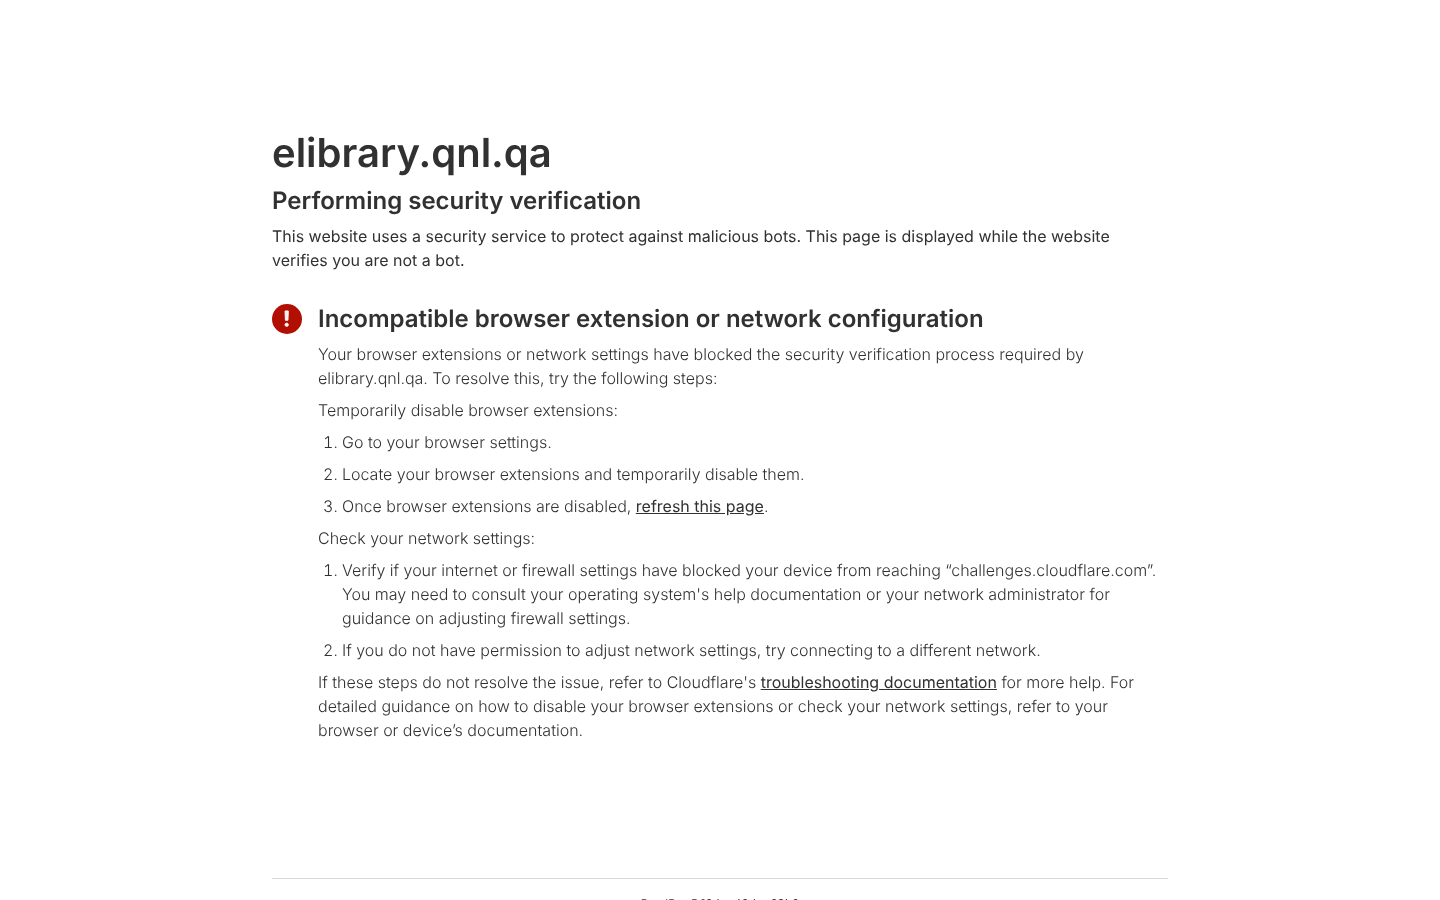 elibrary.qnl.qa
Performing security verification
This website uses a security service to protect against malicious bots. This page is displayed while the website
verifies you are not a bot.
Incompatible browser extension or network configuration
Your browser extensions or network settings have blocked the security verification process required by
elibrary.qnl.qa. To resolve this, try the following steps:
Temporarily disable browser extensions:
1. Go to your browser settings.
2. Locate your browser extensions and temporarily disable them.
3. Once browser extensions are disabled, refresh this page.
Check your network settings:
1. Verify if your internet or firewall settings have blocked your device from reaching “challenges.cloudflare.com”.
You may need to consult your operating system's help documentation or your network administrator for
guidance on adjusting firewall settings.
2. If you do not have permission to adjust network settings, try connecting to a different network.
If these steps do not resolve the issue, refer to Cloudflare's troubleshooting documentation for more help. For
detailed guidance on how to disable your browser extensions or check your network settings, refer to your
browser or device’s documentation.